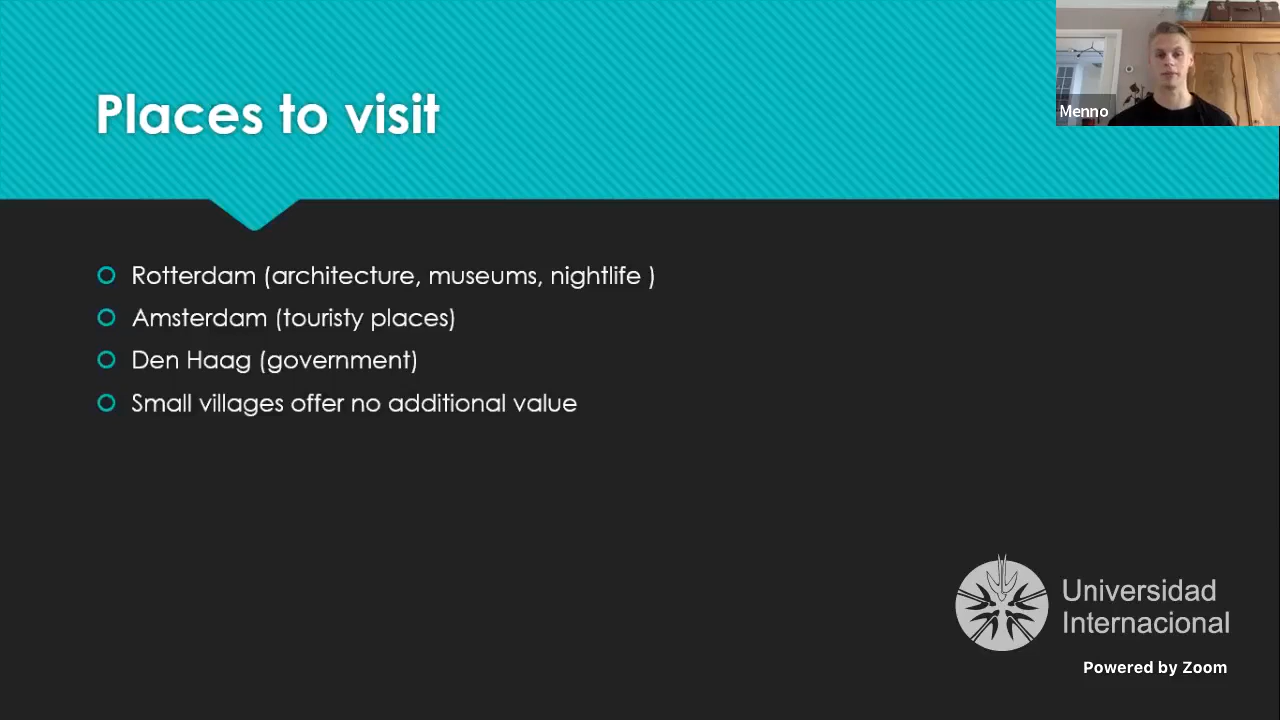 Places to visit
Menno
Rotterdam (architecture, museums, nightlife )
Amsterdam (touristy places)
Den Haag (government)
Small villages offer no additional value
Universidad
Internacional
Powered by Zoom